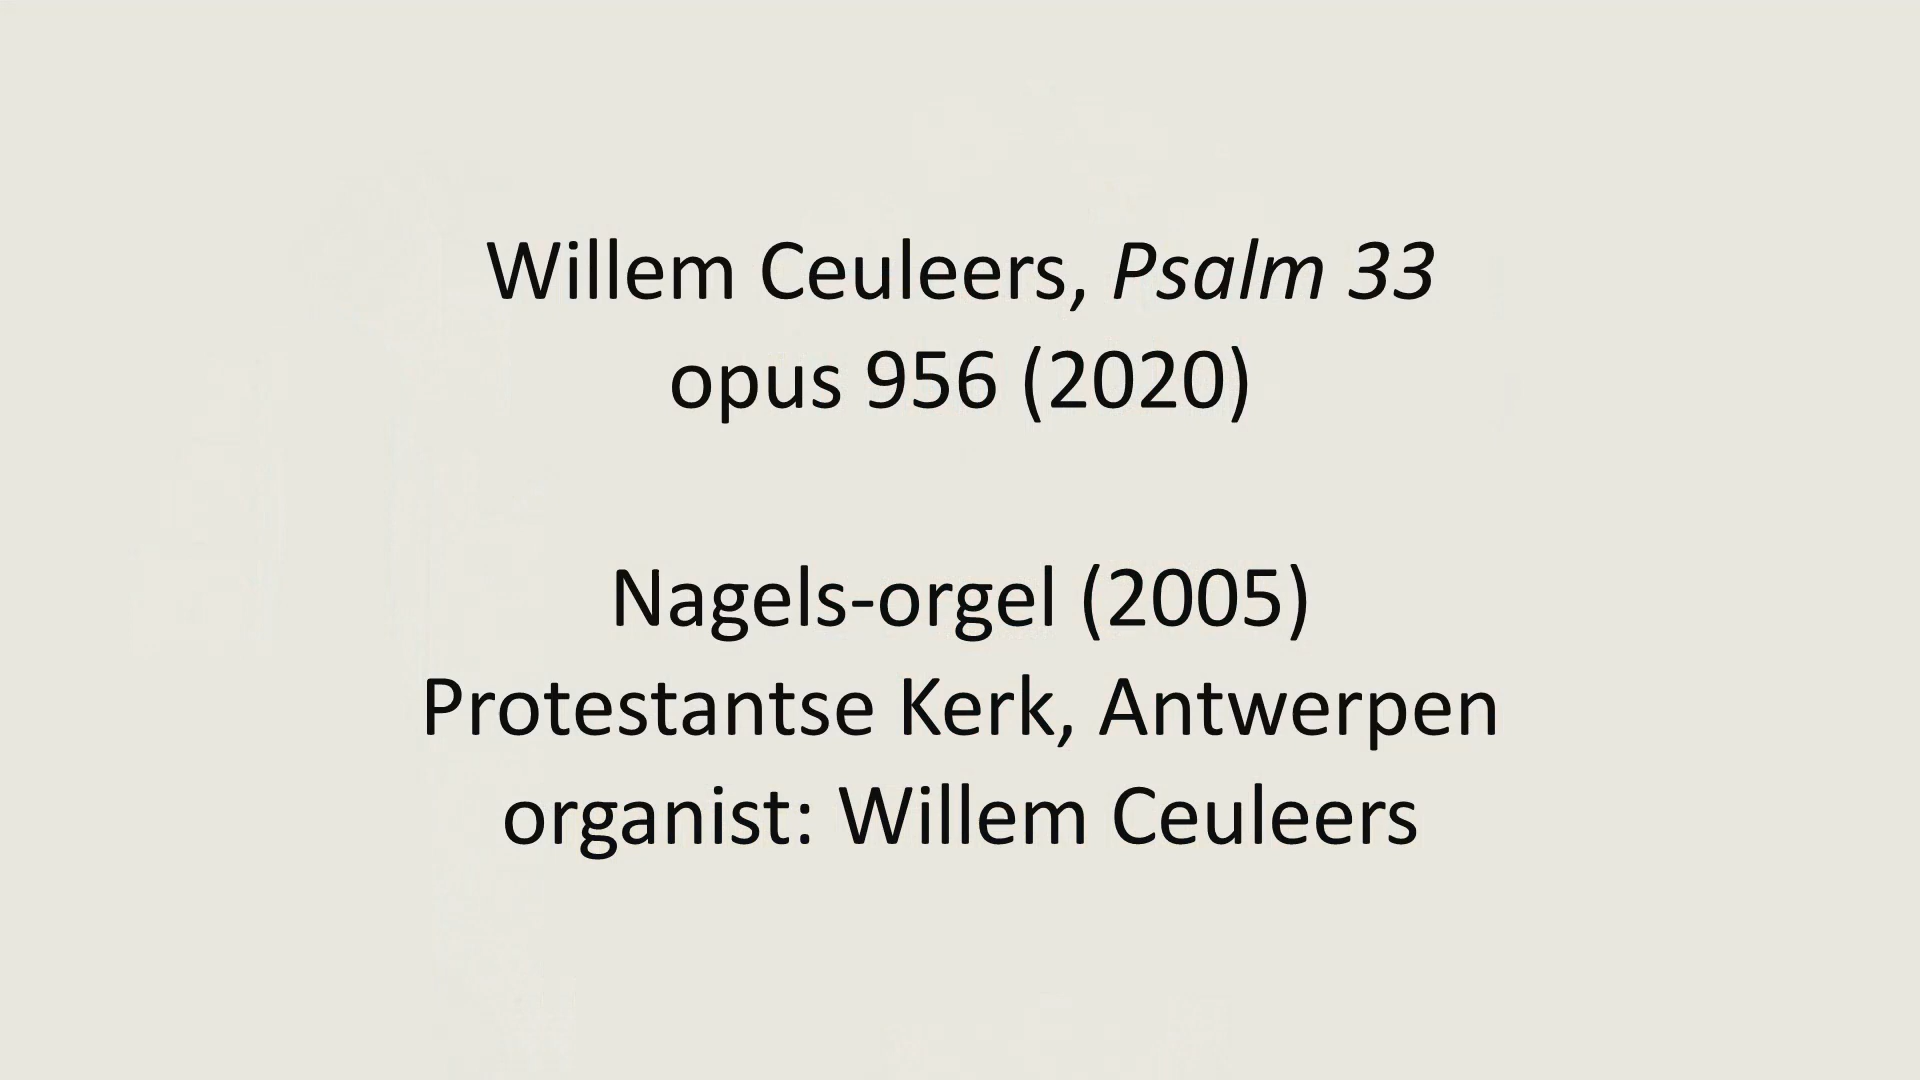 Willem Ceuleers, Psalm 33
opus 956 (2020)
Nagels-orgel (2005)
Protestantse Kerk, Antwerpen
organist: Willem Ceuleers